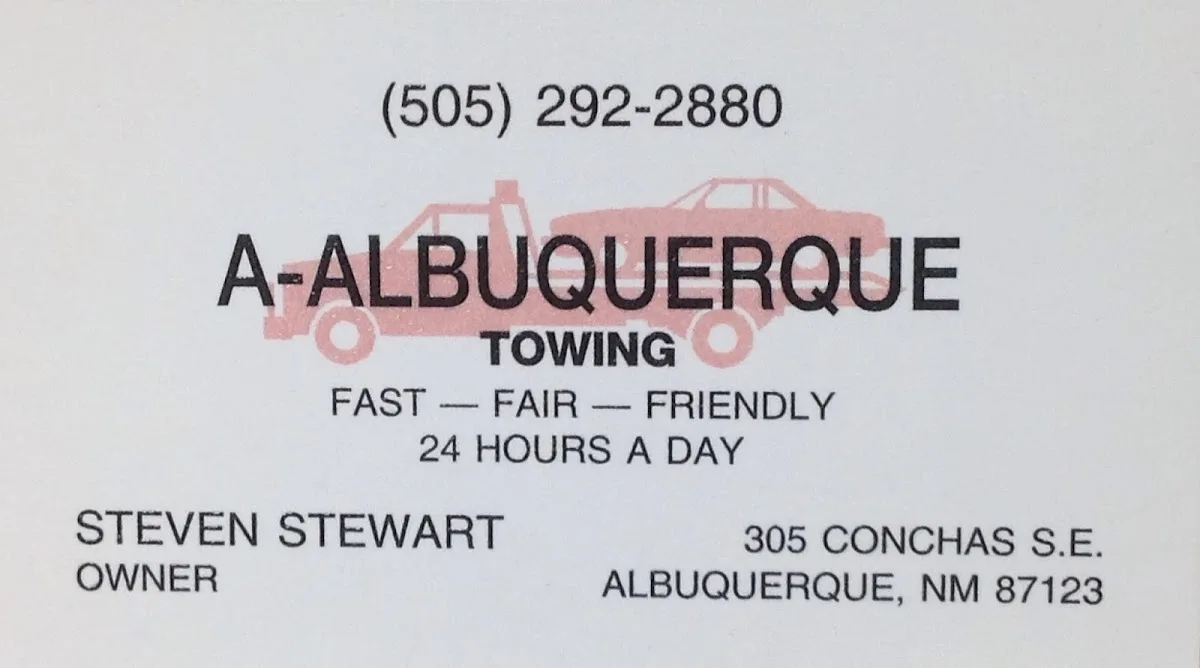 (505) 292-2880
A-ALBUQUERQUE
TOWING
FAST — FAIR — FRIENDLY
24 HOURS A DAY
STEVEN STEWART
OWNER
305 CONCHAS S.E.
ALBUQUERQUE, NM 87123